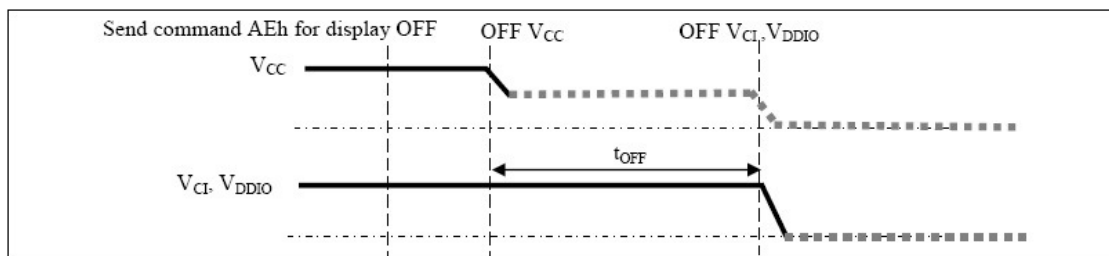 Send command AEh for display OFF OFF VCC OFF VCI ,VDDIO
VCC
tOFF
VCI, VDDIO